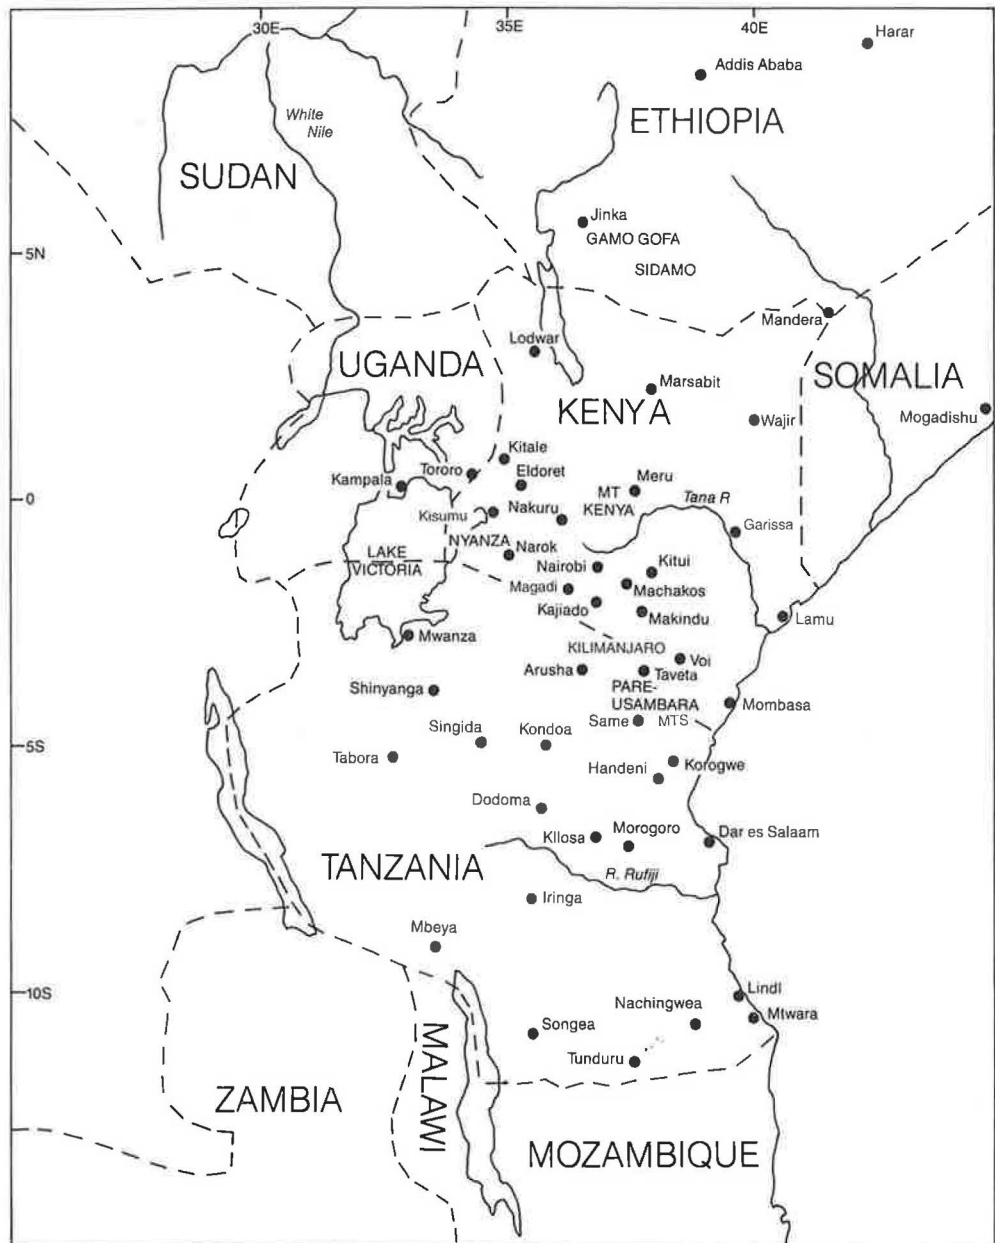 30E
35E
40E
Harar
Addis Ababa
ETHIOPIA
White
Nile
SUDAN
Jinka
GAMO GOFA
5N
SIDAMO
Mandera
Lodwar
UGANDA
SOMALIA
Marsabit
KENYA
Mogadishu
Wajir
Kitale
Tororo
Eldoret
Kampala
Meru
MT
KENYA
Tana R
0
Kisumu
Nakuru
Garissa
NYANZA
Narok
LAKE
VICTORIA
Nairobi
Kitui
Magadi
Machakos
Kajiado
Makindu
Lamu
Mwanza
KILIMANJARO
Voi
Arusha
Taveta
Shinyanga
PARE-
USAMBARA
MTS
Mombasa
Same
Singida
Kondoa
5S
Tabora
Korogwe
Handeni
Dodoma
Kllosa
Morogoro
Dar es Salaam
TANZANIA
R. Rufiji
Iringa
Mbeya
10S
Lindl
Nachingwea
Mtwara
Songea
Tunduru
MALAWI
ZAMBIA
MOZAMBIQUE